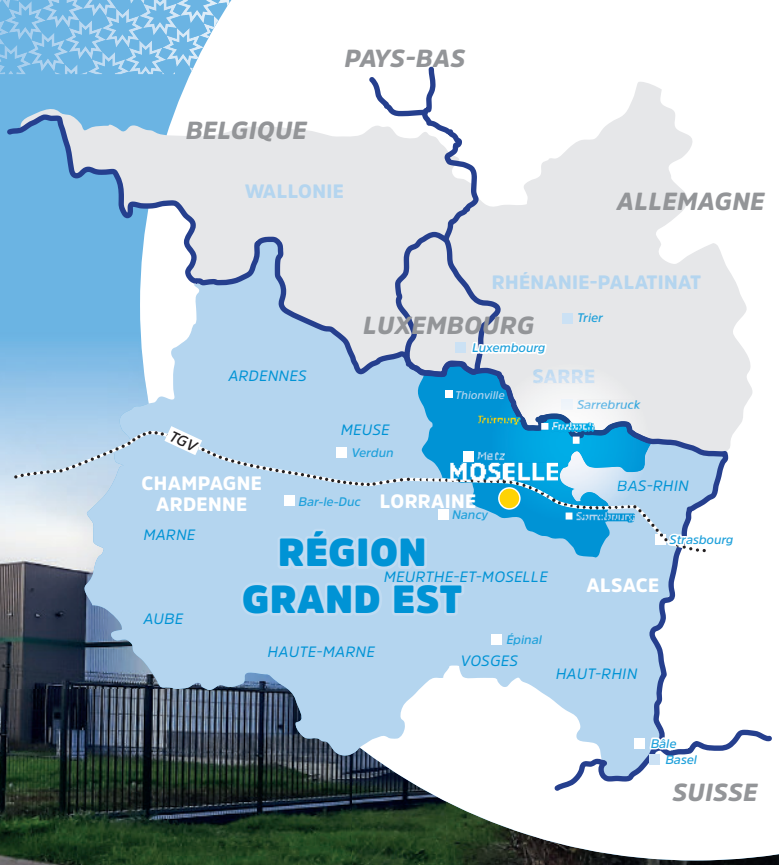 PAYS-BAS
BELGIQUE
WALLONIE
ALLEMAGNE
RHÉNANIE-PALATINAT
Trier
LUXEMBOURG
Luxembourg
SARRE
ARDENNES
Thionville
Sarrebruck
MEUSE
Forbach
TGV
Verdun
Metz
MOSELLE
CHAMPAGNE
ARDENNE
BAS-RHIN
Bar-le-Duc
LORRAINE
Nancy
Sarrebourg
MARNE
Strasbourg
RÉGION
GRAND EST
MEURTHE-ET-MOSELLE
ALSACE
AUBE
Épinal
HAUTE-MARNE
VOSGES
HAUT-RHIN
Bâle
Basel
SUISSE